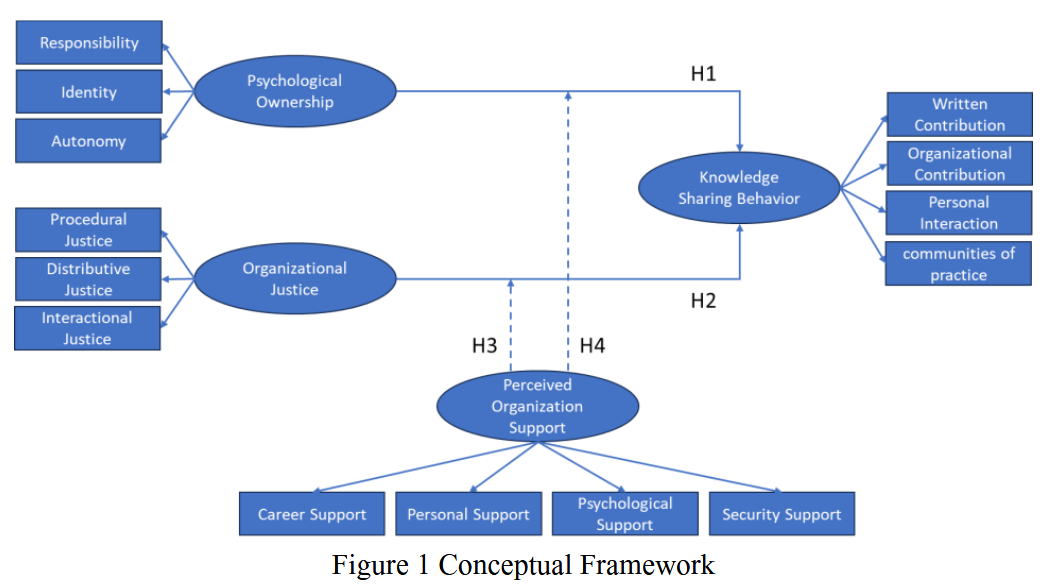 Responsibility
Identity
Autonomy
Psychological
Ownership
H1
Written
Contribution
Organizational
Contribution
Personal
Interaction
communities of
practice
Knowledge
Sharing Behavior
Procedural
Justice
Distributive
Justice
Interactional
Justice
Organizational
Justice
H2
H3
H4
Perceived
Organization
Support
Career Support
Personal Support
Psychological
Support
Security Support
Figure 1 Conceptual Framework